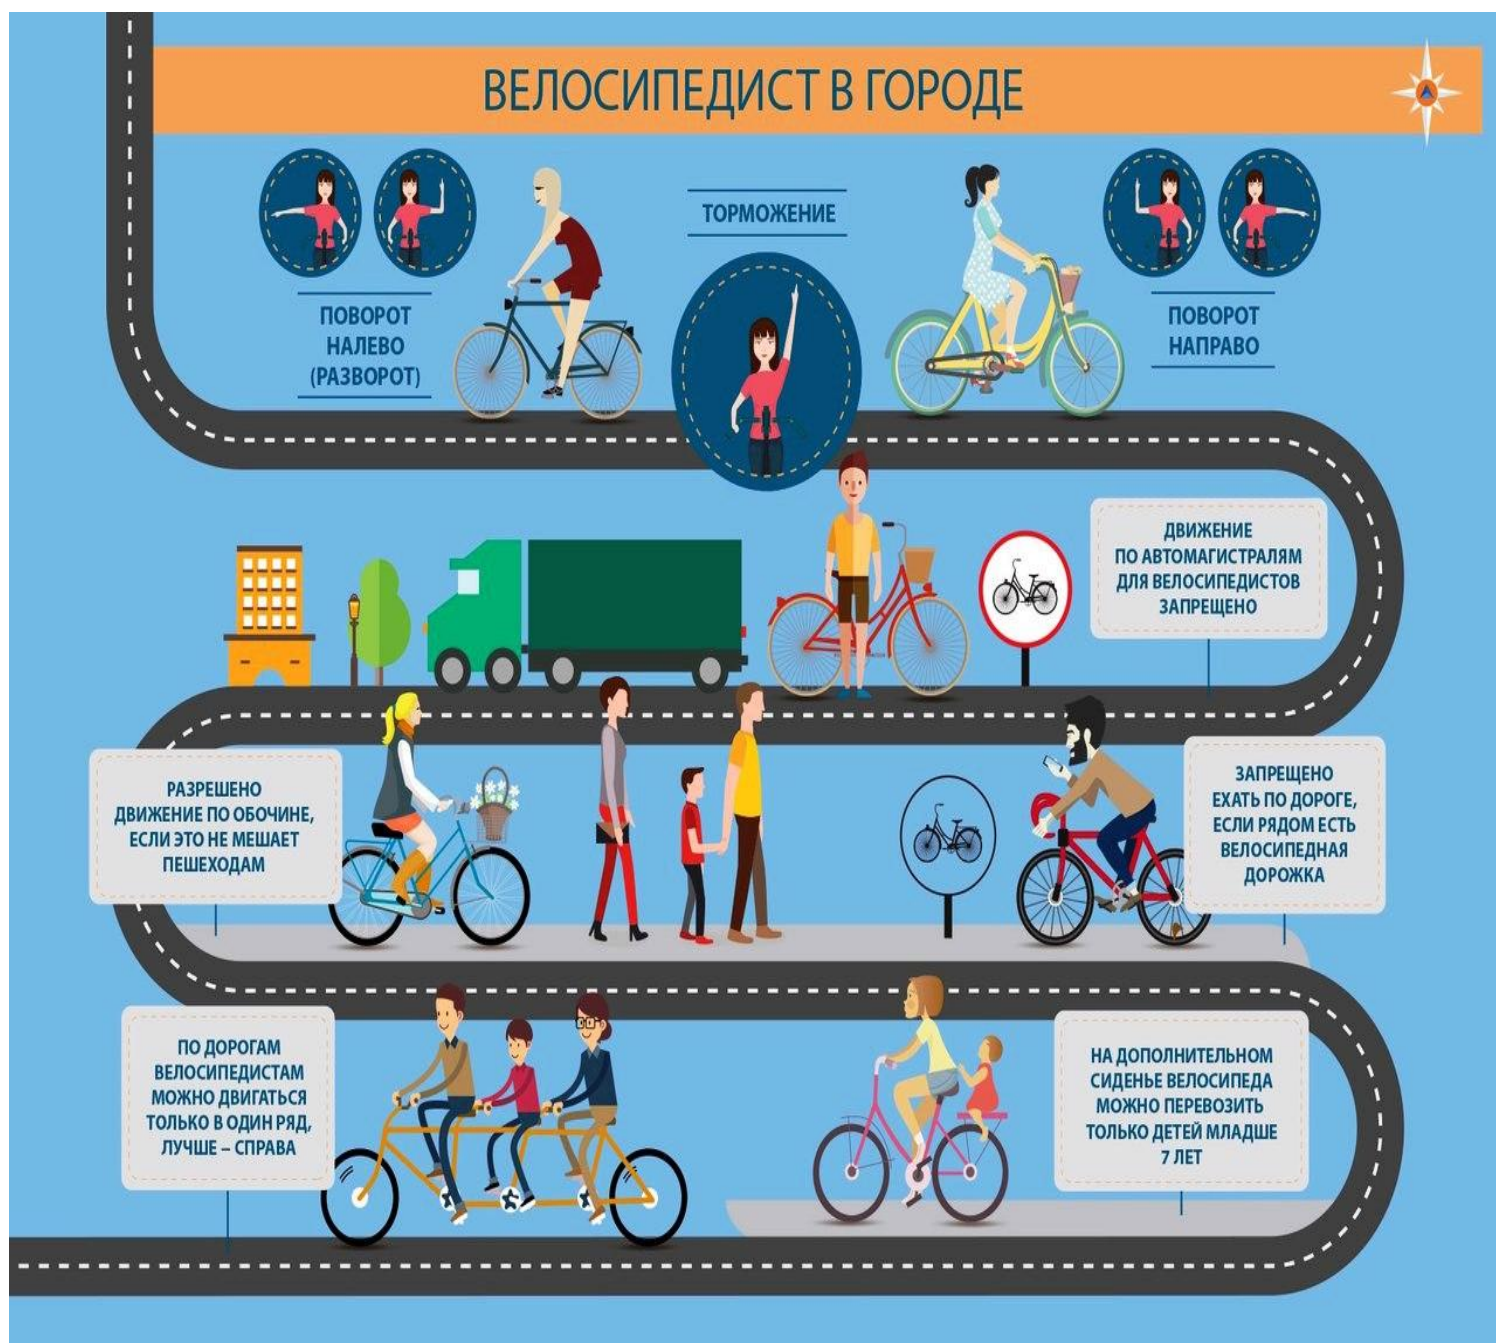 ВЕЛОСИПЕДИСТ В ГОРОДЕ
ПОВОРОТ
НАЛЕВО
(РАЗВОРОТ)
ТОРМОЖЕНИЕ
ПОВОРОТ
НАПРАВО
ДВИЖЕНИЕ
ПО АВТОМАГИСТРАЛЯМ
ДЛЯ ВЕЛОСИПЕДИСТОВ
ЗАПРЕЩЕНО
РАЗРЕШЕНО
ДВИЖЕНИЕ ПО ОБОЧИНЕ,
ЕСЛИ ЭТО НЕ МЕШАЕТ
ПЕШЕХОДАМ
ЗАПРЕЩЕНО
ЕХАТЬ ПО ДОРОГЕ,
ЕСЛИ РЯДОМ ЕСТЬ
ВЕЛОСИПЕДНАЯ
ДОРОЖКА
ПО ДОРОГАМ
ВЕЛОСИПЕДИСТАМ
МОЖНО ДВИГАТЬСЯ
ТОЛЬКО В ОДИН РЯД,
ЛУЧШЕ – СПРАВА
НА ДОПОЛНИТЕЛЬНОМ
СИДЕНЬЕ ВЕЛОСИПЕДА
МОЖНО ПЕРЕВОЗИТЬ
ТОЛЬКО ДЕТЕЙ МЛАДШЕ
7 ЛЕТ